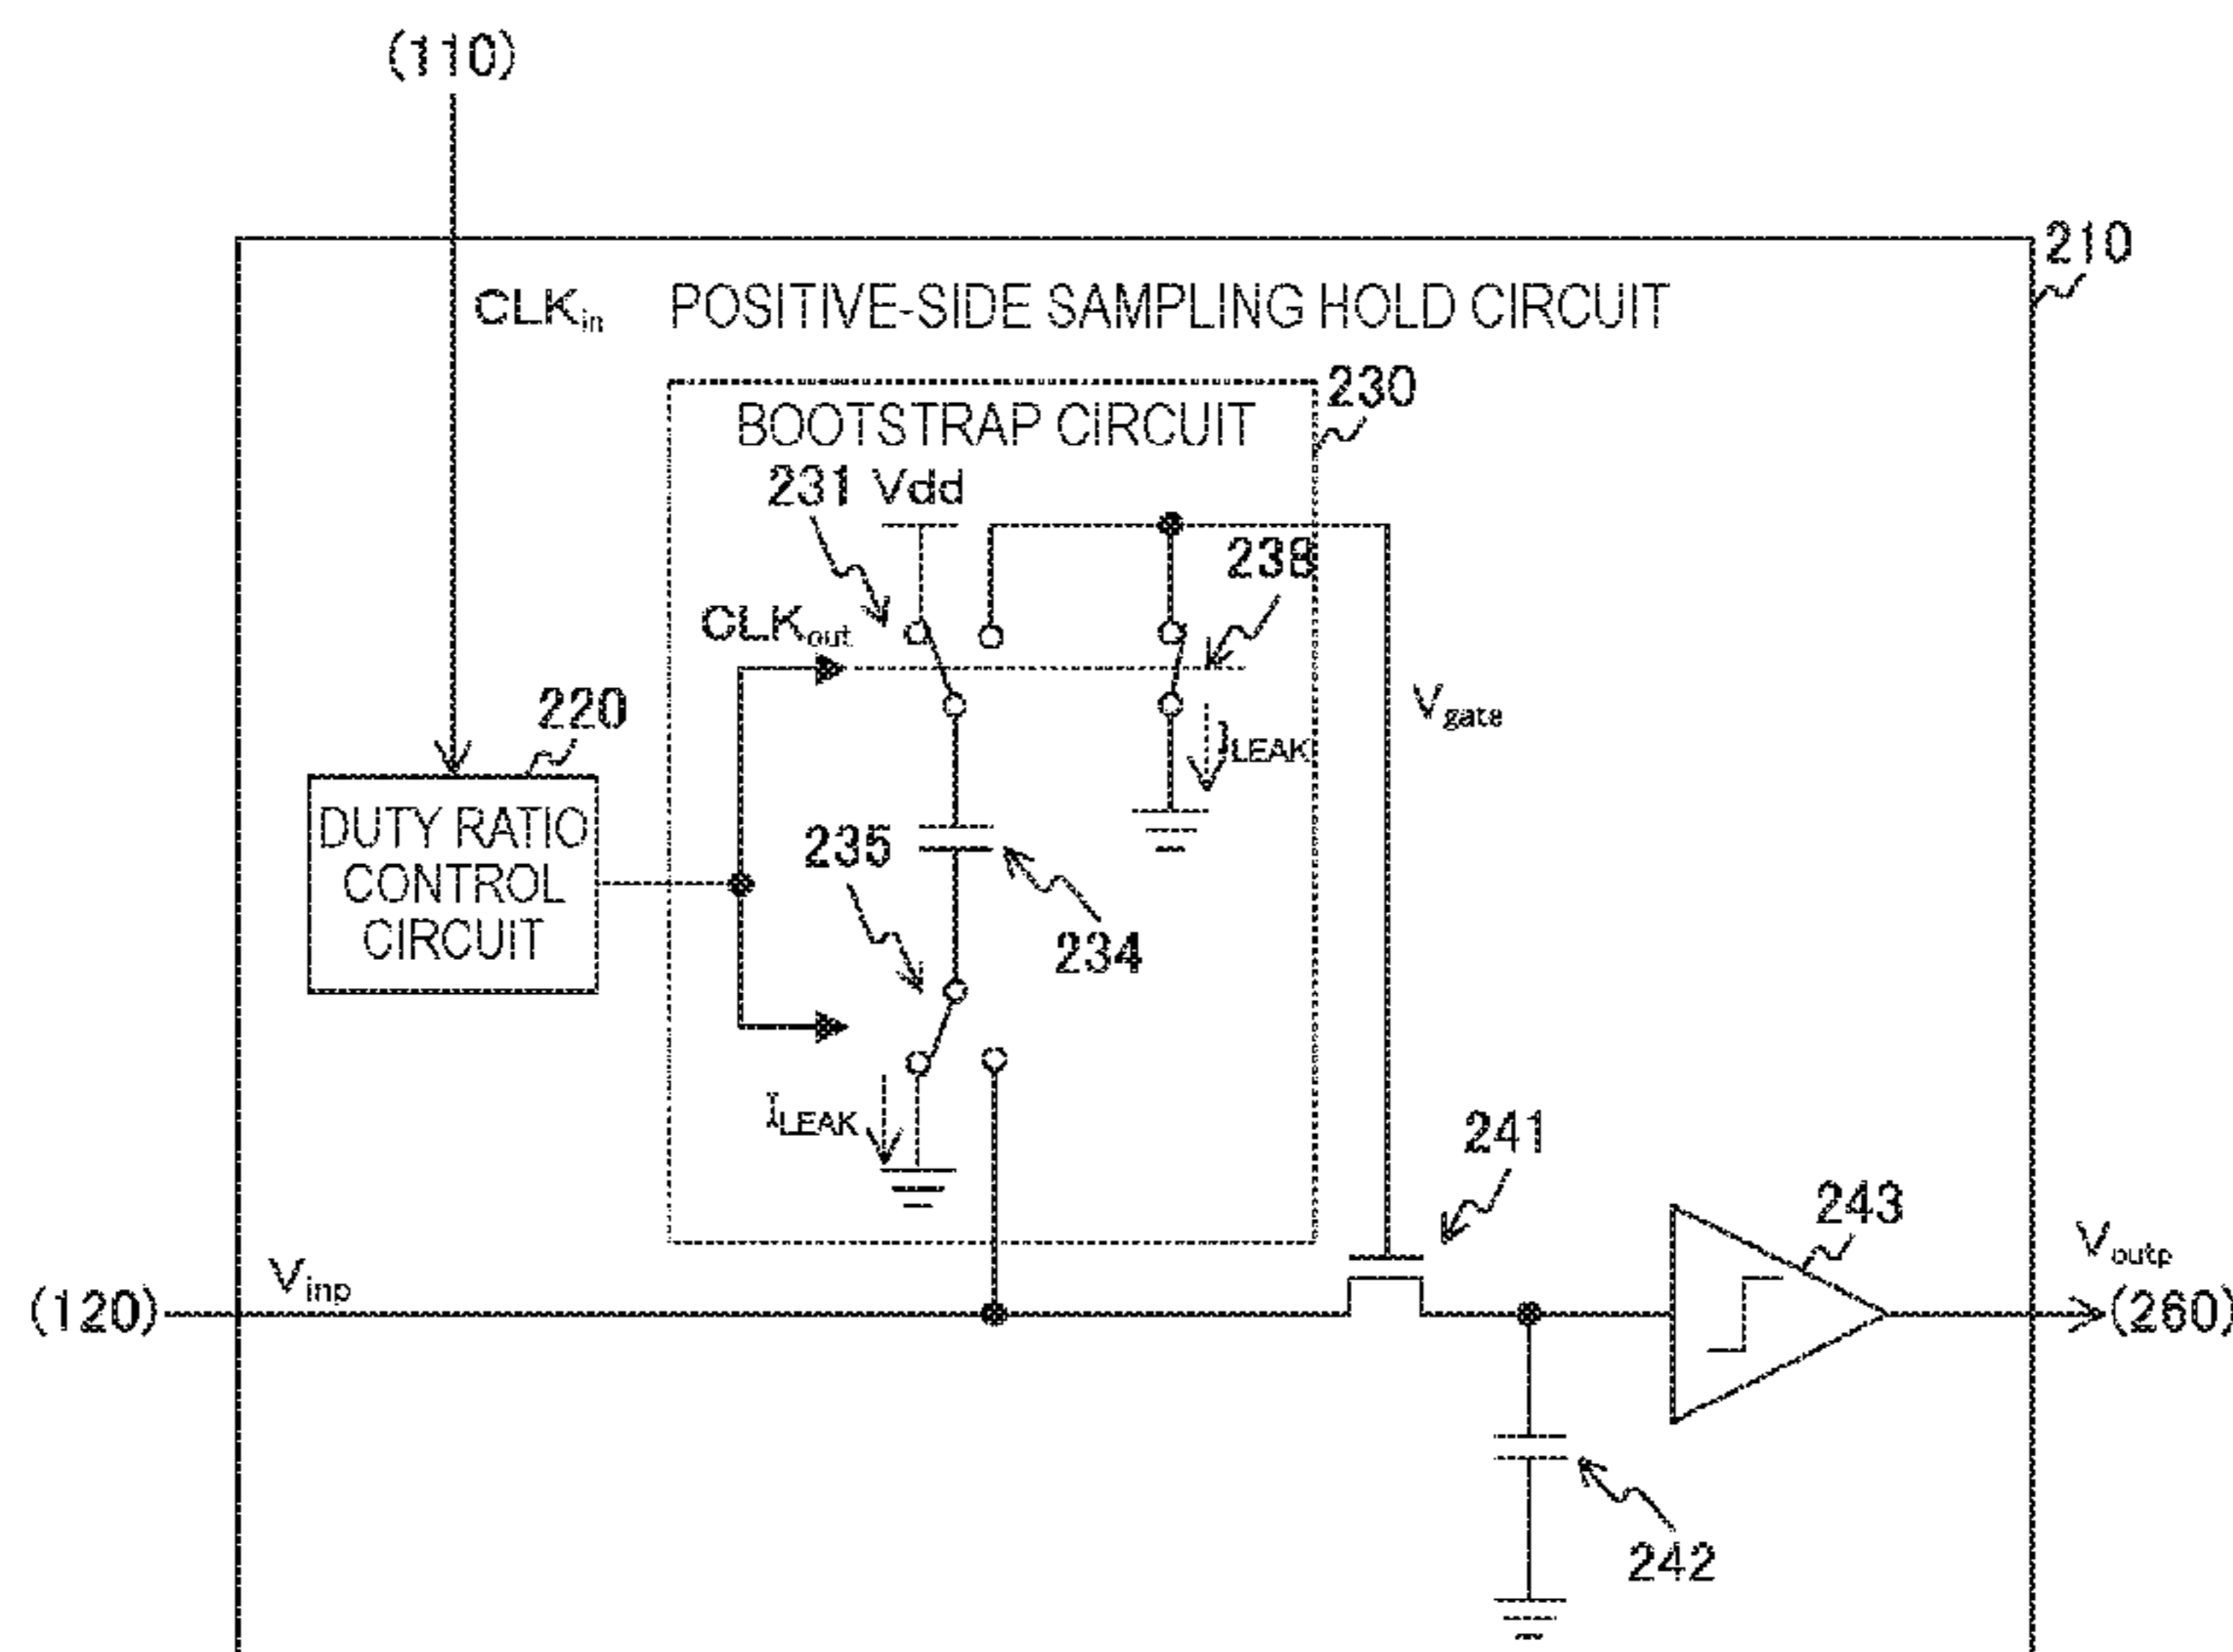 (110)
210
CLKin
POSITIVE-SIDE SAMPLING HOLD CIRCUIT
230
BOOTSTRAP CIRCUIT
231
Vdd
238
CLKout
220
Vgate
ILEAK
DUTY RATIO
CONTROL
CIRCUIT
235
234
ILEAK
241
243
Vinp
Voutp
(120)
(260)
242